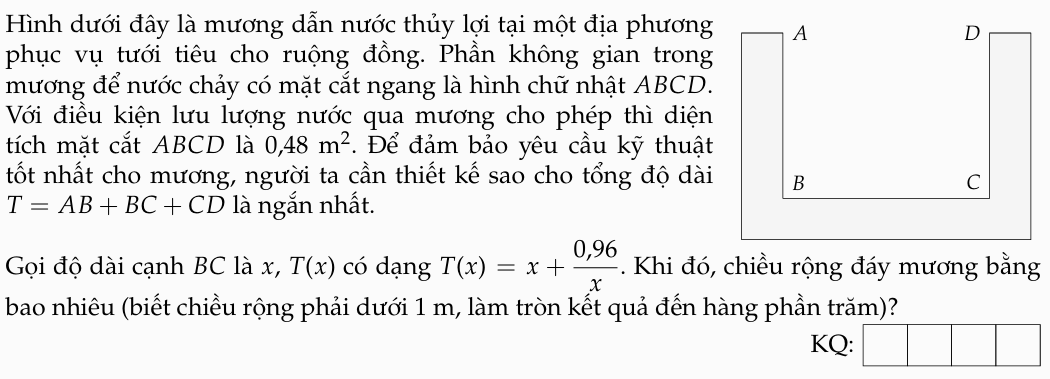 Hình dưới đây là mương dẫn nước thủy lợi tại một địa phương
phục vụ tưới tiêu cho ruộng đồng. Phần không gian trong
mương để nước chảy có mặt cắt ngang là hình chữ nhật ABCD.
Với điều kiện lưu lượng nước qua mương cho phép thì diện
tích mặt cắt ABCD là 0,48 m². Để đảm bảo yêu cầu kỹ thuật
tốt nhất cho mương, người ta cần thiết kế sao cho tổng độ dài
T = AB + BC + CD là ngắn nhất.
A D
B C
Gọi độ dài cạnh BC là x, T(x) có dạng T(x) = x + 0,96/x. Khi đó, chiều rộng đáy mương bằng
bao nhiêu (biết chiều rộng phải dưới 1 m, làm tròn kết quả đến hàng phần trăm)?
KQ: